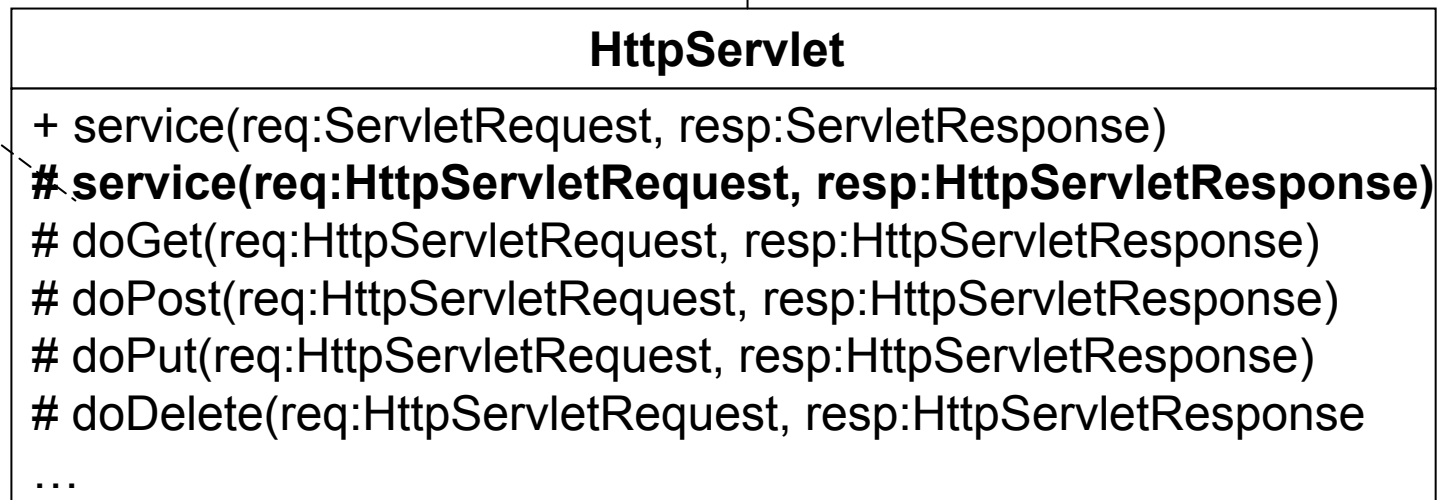 HttpServlet
+ service(req:ServletRequest, resp:ServletResponse)
# service(req:HttpServletRequest, resp:HttpServletResponse)
# doGet(req:HttpServletRequest, resp:HttpServletResponse)
# doPost(req:HttpServletRequest, resp:HttpServletResponse)
# doPut(req:HttpServletRequest, resp:HttpServletResponse)
# doDelete(req:HttpServletRequest, resp:HttpServletResponse
…